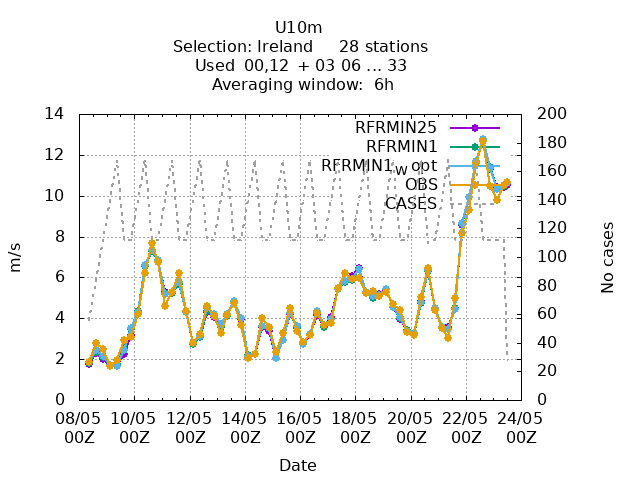 U10m
Selection: Ireland     28 stations
Used  00,12  + 03 06 ... 33
Averaging window:  6h
14 200
12 180
10 160
8 140
6 120
4 100
2 80
0 60
40
20
0
RFRMIN25
RFRMIN1
RFRMIN1_w opt
OBS
CASES
m/s
No cases
08/05 10/05 12/05 14/05 16/05 18/05 20/05 22/05 24/05
00Z 00Z 00Z 00Z 00Z 00Z 00Z 00Z 00Z
Date